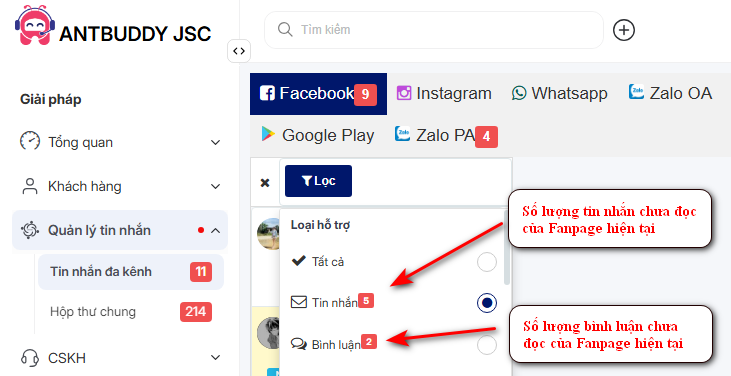 ANTBUDDY JSC
Tìm kiếm
Giải pháp
Tổng quan
Khách hàng
Quản lý tin nhắn
Tin nhắn đa kênh 11
Hộp thư chung 214
CSKH
Facebook 9 Instagram Whatsapp Zalo OA
Google Play Zalo PA 4
Lọc
Loại hỗ trợ
Tất cả
Tin nhắn 5
Bình luận 2
Số lượng tin nhắn chưa đọc
của Fanpage hiện tại
Số lượng bình luận chưa
đọc của Fanpage hiện tại